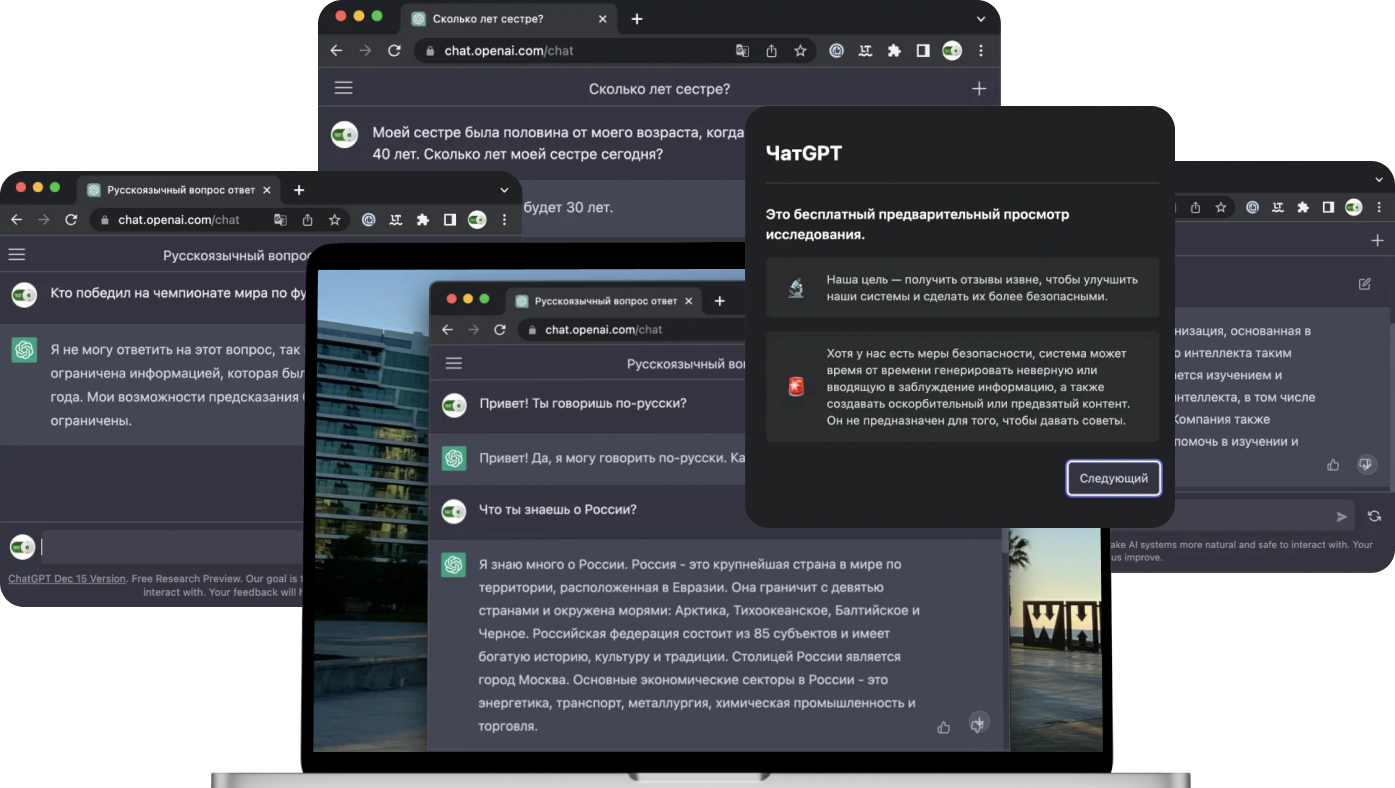 Сколько лет сестре?
chat.openai.com/chat
Сколько лет сестре?
Моей сестре была половина от моего возраста, когда
40 лет. Сколько лет моей сестре сегодня?
будет 30 лет.
Русскоязычный вопрос ответ
chat.openai.com/chat
Русскоязычный вопрос
Кто победил на чемпионате мира по
Я не могу ответить на этот вопрос, так
ограничена информацией, которая
года. Мои возможности предсказания
ограничены.
ChatGPT Dec 15 Version. Free Research Preview. Our goal is
interact with. Your feedback will
Русскоязычный вопрос ответ
chat.openai.com/chat
Русскоязычный
Привет! Ты говоришь по-русски?
Привет! Да, я могу говорить по-русски.
Что ты знаешь о России?
Я знаю много о России. Россия - это крупнейшая страна в мире по
территории, расположенная в Евразии. Она граничит с девятью
странами и окружена морями: Арктика, Тихоокеанское, Балтийское и
Черное. Российская федерация состоит из 85 субъектов и имеет
богатую историю, культуру и традиции. Столицей России является
город Москва. Основные экономические секторы в России - это
энергетика, транспорт, металлургия, химическая промышленность и
торговля.
ЧатGPT
Это бесплатный предварительный просмотр
исследования.
Наша цель — получить отзывы извне, чтобы улучшить
наши системы и сделать их более безопасными.
Хотя у нас есть меры безопасности, система может
время от времени генерировать неверную или
вводящую в заблуждение информацию, а также
создавать оскорбительный или предвзятый контент.
Он не предназначен для того, чтобы давать советы.
Следующий
основанная в
интеллекта таким
изучением и
в том числе
Компания также
помочь в изучении и
AI systems more natural and safe to interact with. Your
us improve.